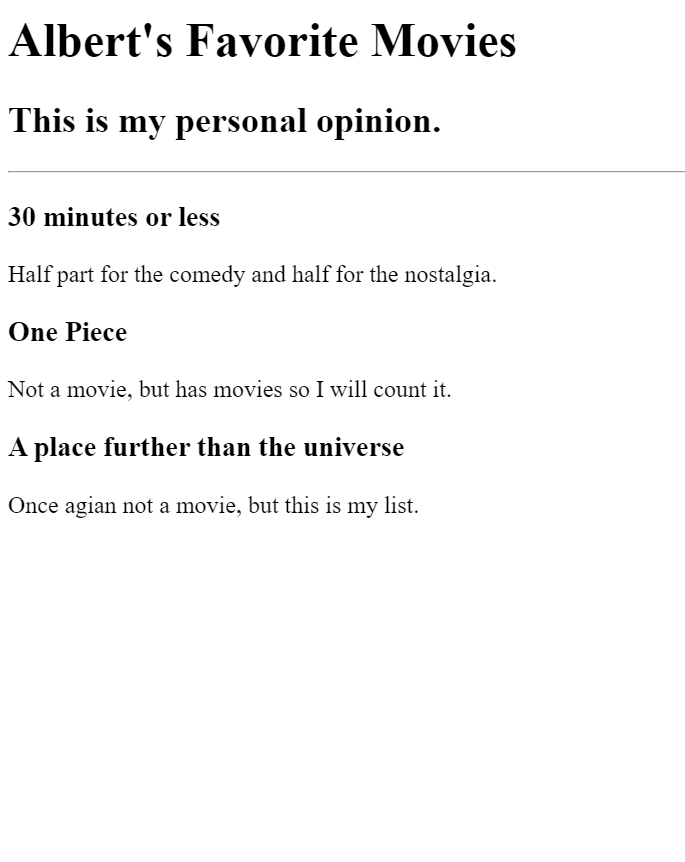 Albert's Favorite Movies
This is my personal opinion.
30 minutes or less
Half part for the comedy and half for the nostalgia.
One Piece
Not a movie, but has movies so I will count it.
A place further than the universe
Once agian not a movie, but this is my list.